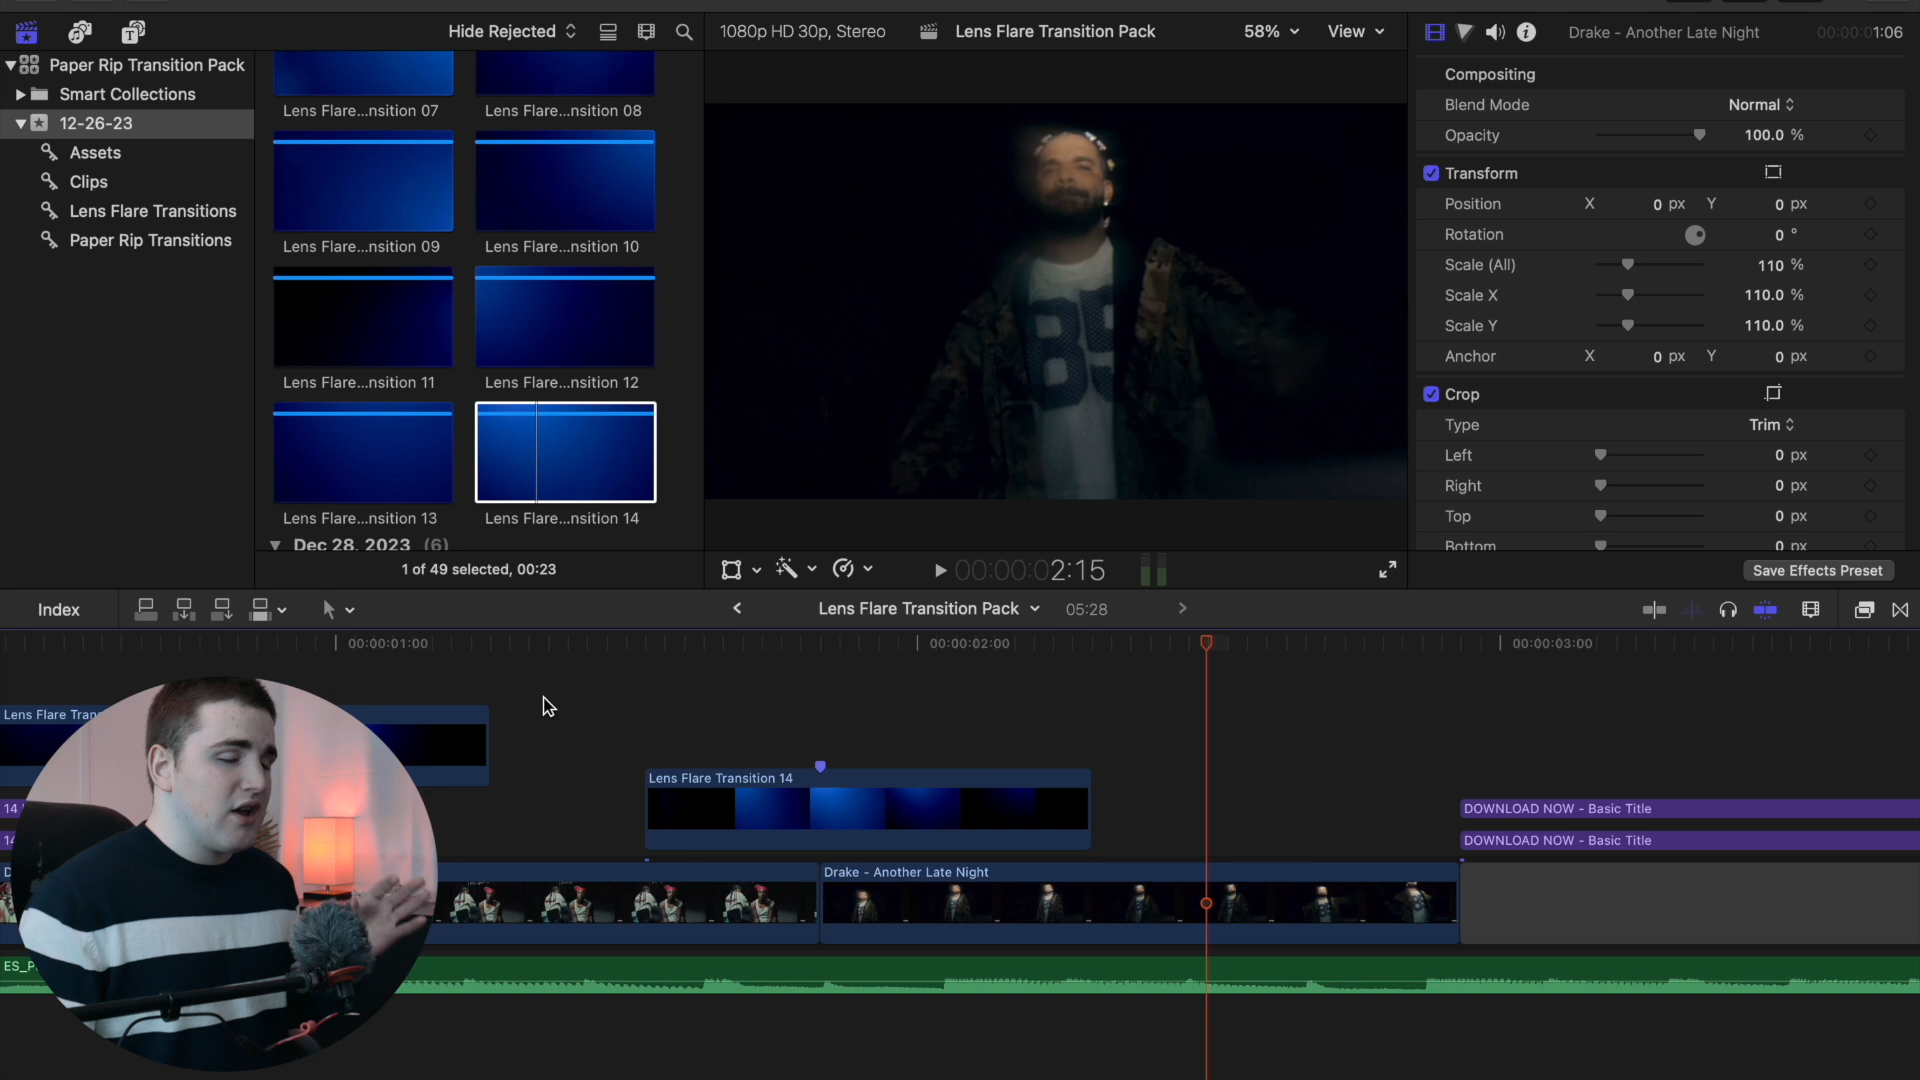 Hide Rejected
1080p HD 30p, Stereo
Lens Flare Transition Pack
58%
View
Drake - Another Late Night
00:00:01:06
Paper Rip Transition Pack
Smart Collections
12-26-23
Assets
Clips
Lens Flare Transitions
Paper Rip Transitions
Lens Flare...nsition 07
Lens Flare...nsition 08
Lens Flare...nsition 09
Lens Flare...nsition 10
Lens Flare...nsition 11
Lens Flare...nsition 12
Lens Flare...nsition 13
Lens Flare...nsition 14
Dec 28, 2023 (6)
1 of 49 selected, 00:23
85
00:00:02:15
Compositing
Blend Mode Normal
Opacity 100.0 %
Transform
Position X 0 px Y 0 px
Rotation 0 °
Scale (All) 110 %
Scale X 110.0 %
Scale Y 110.0 %
Anchor X 0 px Y 0 px
Crop
Type Trim
Left 0 px
Right 0 px
Top 0 px
Bottom 0 px
Save Effects Preset
Index
Lens Flare Transition Pack
05:28
00:00:01:00
00:00:02:00
00:00:03:00
Lens Flare Tran
Lens Flare Transition 14
14
DOWNLOAD NOW - Basic Title
14
DOWNLOAD NOW - Basic Title
D
Drake - Another Late Night
ES_P